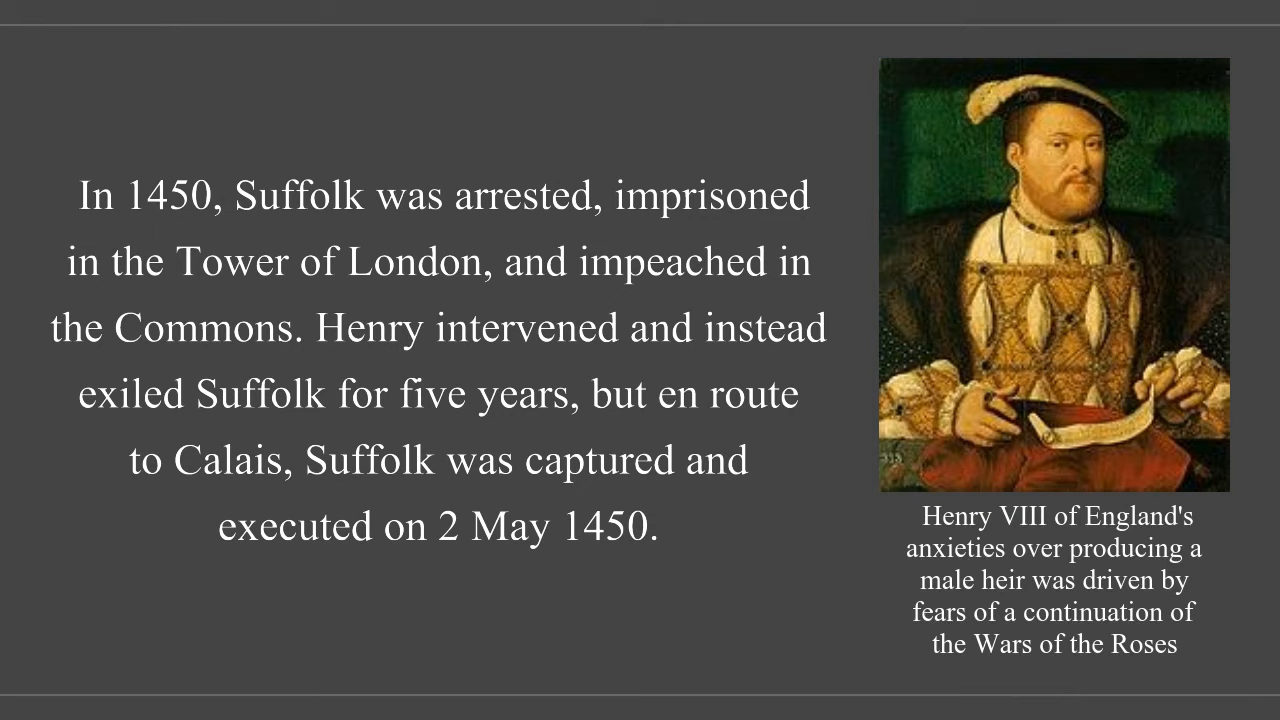 In 1450, Suffolk was arrested, imprisoned
in the Tower of London, and impeached in
the Commons. Henry intervened and instead
exiled Suffolk for five years, but en route
to Calais, Suffolk was captured and
executed on 2 May 1450.
Henry VIII of England's
anxieties over producing a
male heir was driven by
fears of a continuation of
the Wars of the Roses